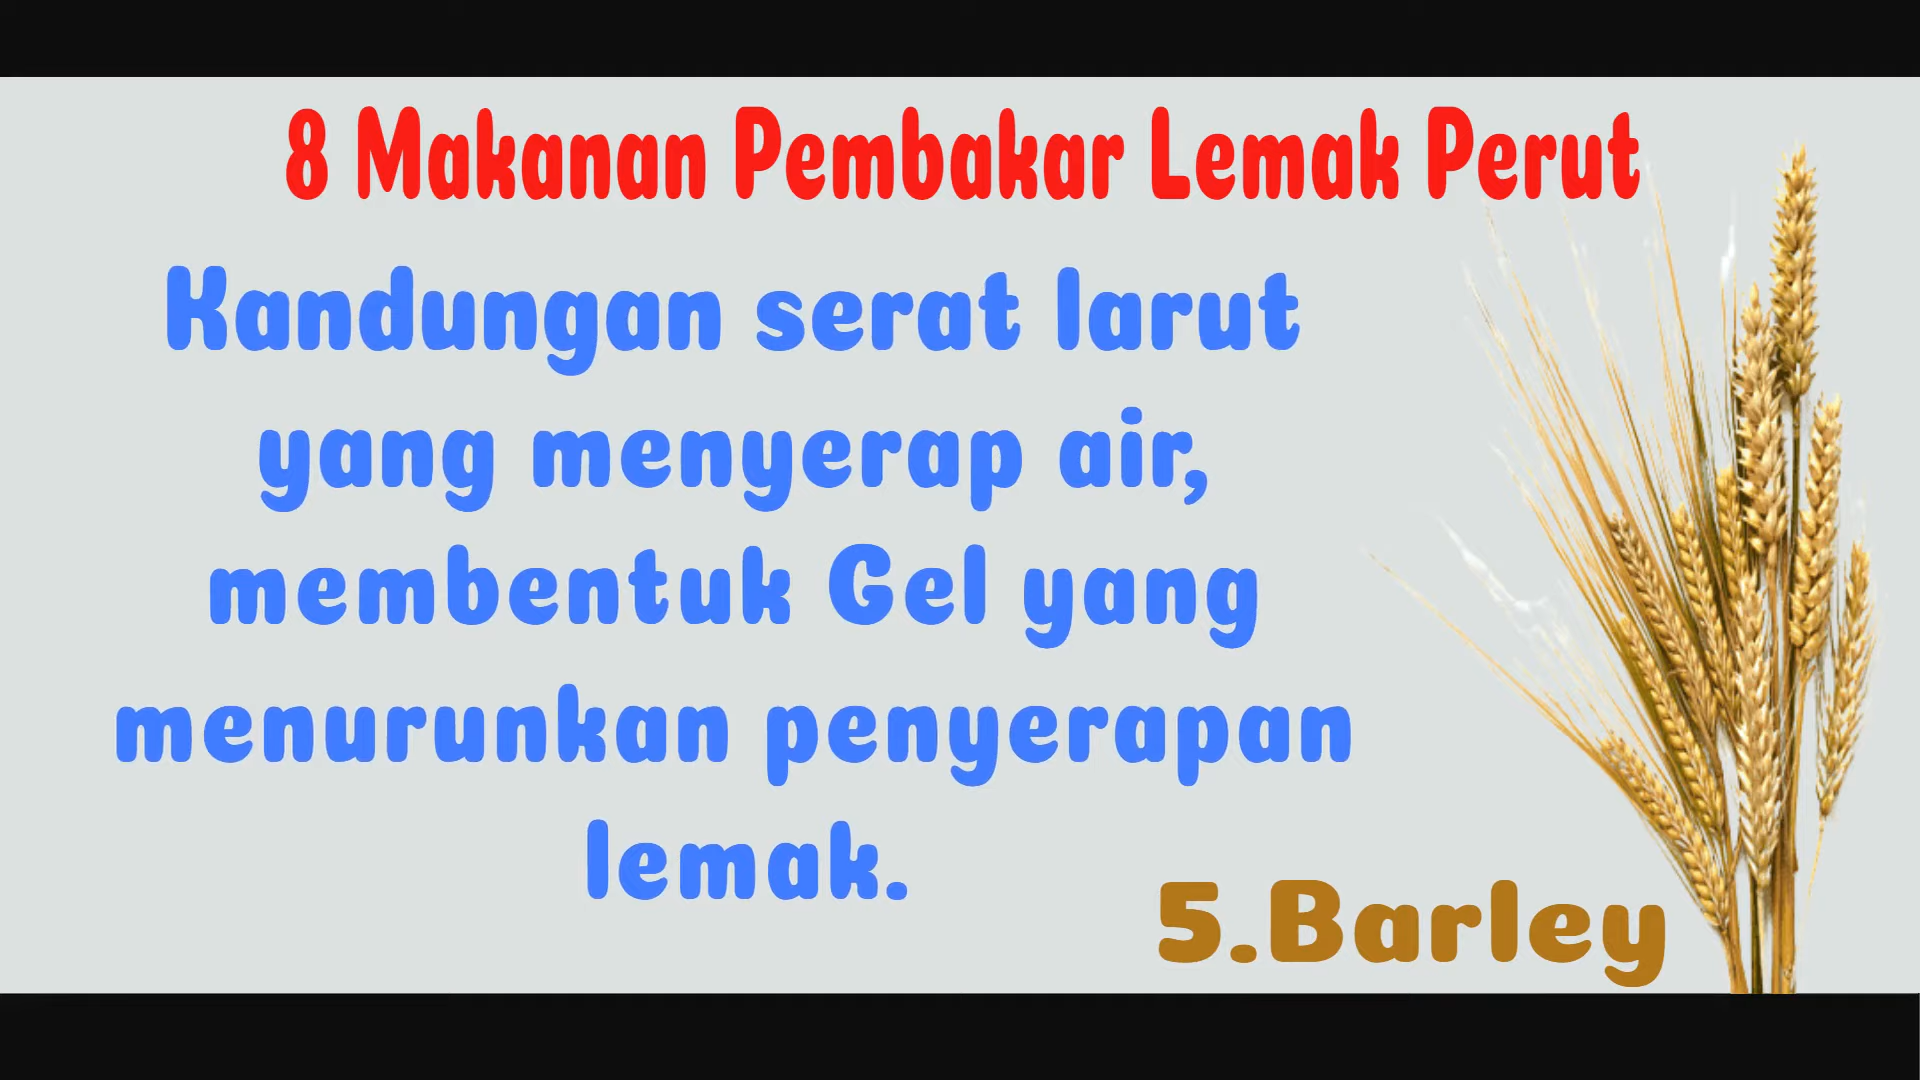 8 Makanan Pembakar Lemak Perut
Kandungan serat larut
yang menyerap air,
membentuk Gel yang
menurunkan penyerapan
lemak.
5.Barley